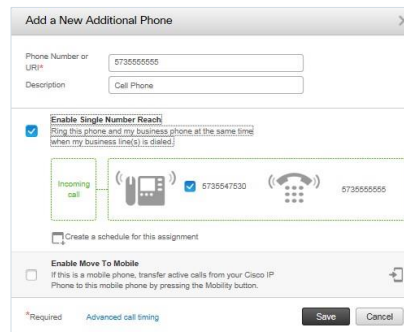 Add a New Additional Phone
Phone Number or
URI*
5735555555
Description
Cell Phone
Enable Single Number Reach
Ring this phone and my business phone at the same time
when my business line(s) is dialed.
Incoming
call
5735547530
5735555555
Create a schedule for this assignment
Enable Move To Mobile
If this is a mobile phone, transfer active calls from your Cisco IP
Phone to this mobile phone by pressing the Mobility button.
*Required
Advanced call timing
Save
Cancel